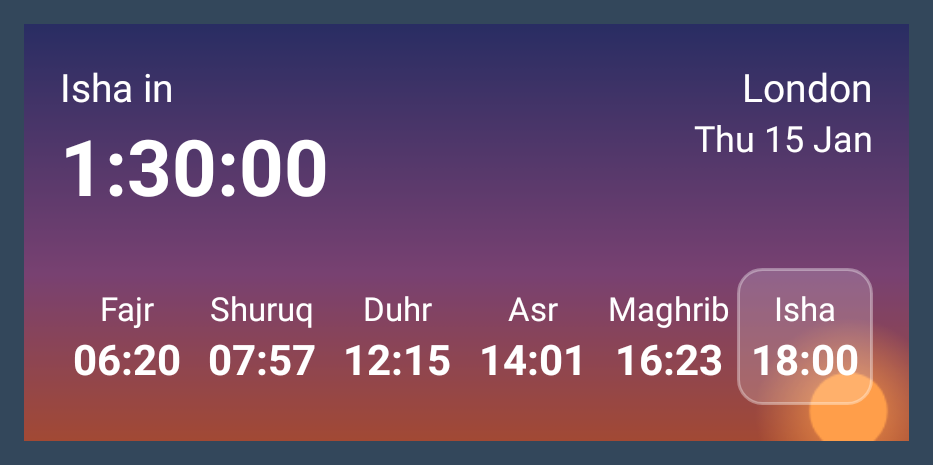 Isha in
1:30:00
London
Thu 15 Jan
Fajr Shuruq Duhr Asr Maghrib Isha
06:20 07:57 12:15 14:01 16:23 18:00